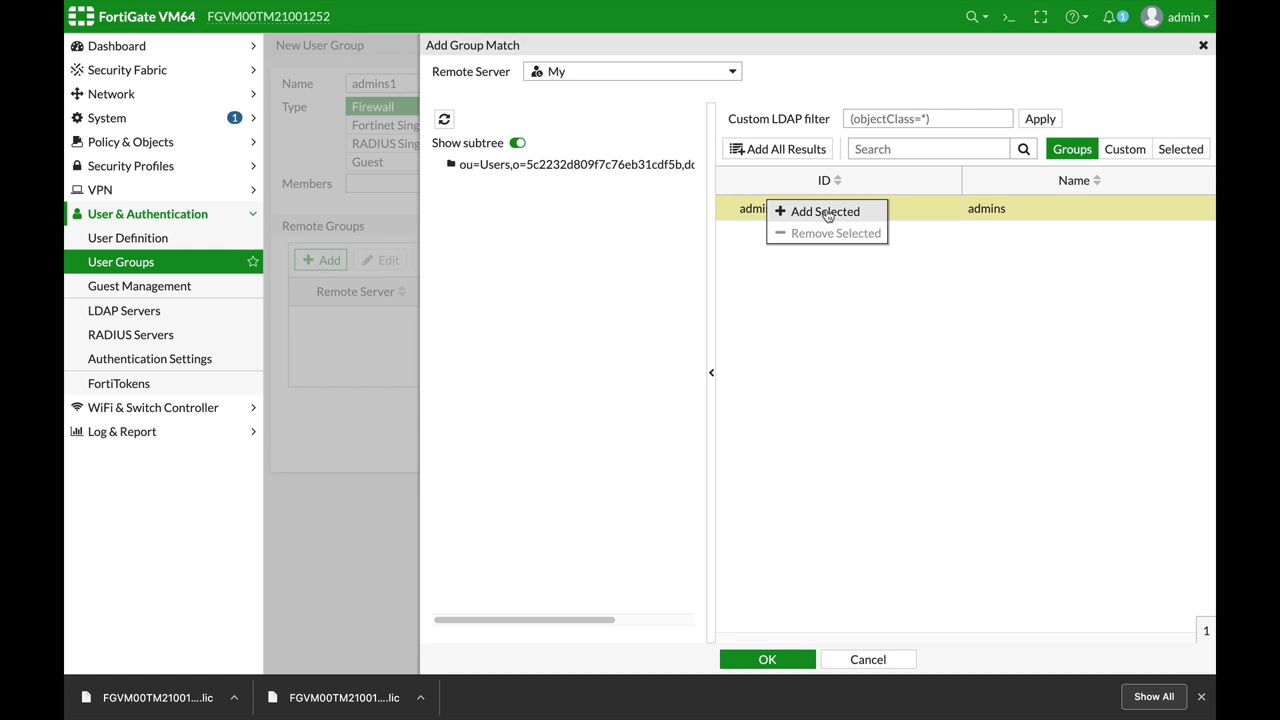 FortiGate VM64 FGVM00TM21001252
1 admin
Dashboard
Security Fabric
Network
System 1
Policy & Objects
Security Profiles
VPN
User & Authentication
User Definition
User Groups
Guest Management
LDAP Servers
RADIUS Servers
Authentication Settings
FortiTokens
WiFi & Switch Controller
Log & Report
New User Group
Name admins1
Type Firewall
Fortinet Sing
RADIUS Sing
Guest
Members
Remote Groups
Add Edit
Remote Server
Add Group Match
Remote Server My
Show subtree
ou=Users,o=5c2232d809f7c76eb31cdf5b,dc
Custom LDAP filter (objectClass=*) Apply
Add All Results Search Groups Custom Selected
ID Name
admi admins
Add Selected
Remove Selected
1
OK Cancel
FGVM00TM21001....lic FGVM00TM21001....lic Show All